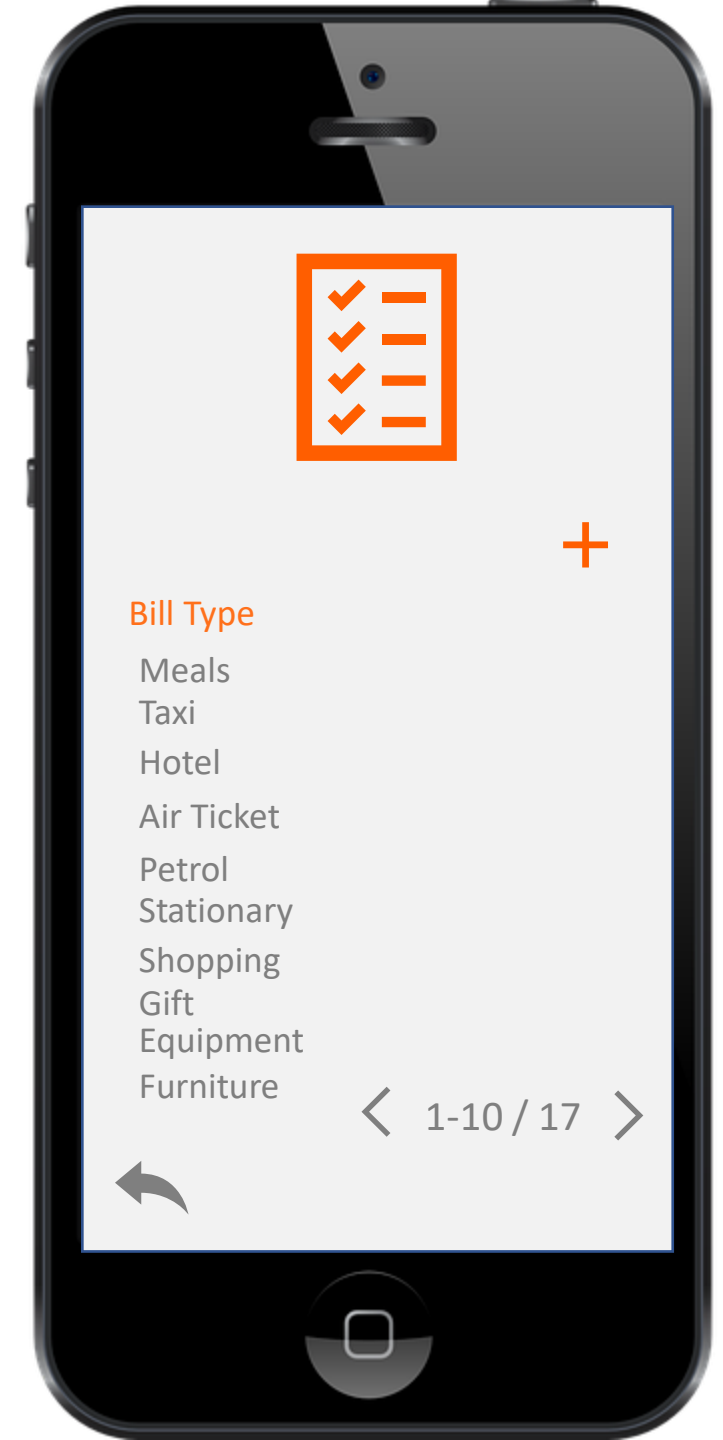 Bill Type
Meals
Taxi
Hotel
Air Ticket
Petrol
Stationary
Shopping
Gift
Equipment
Furniture
1-10 / 17